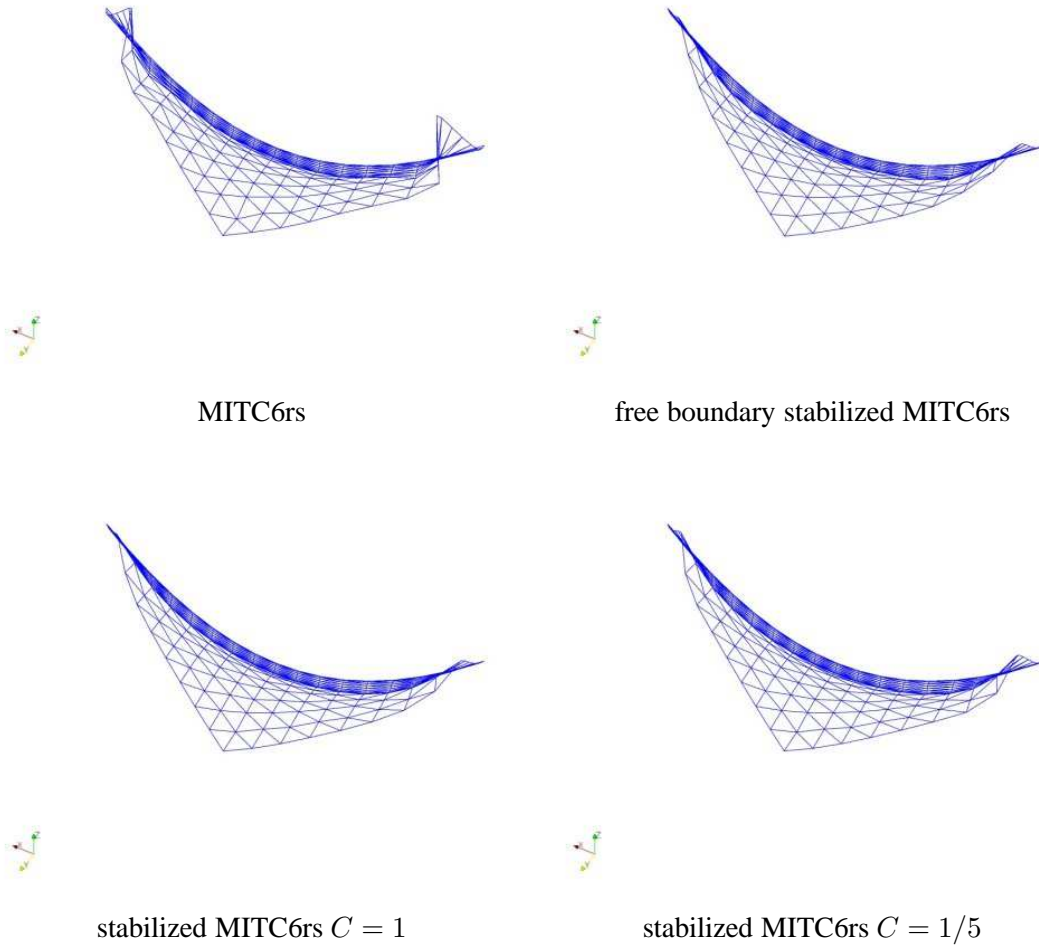 MITC6rs
free boundary stabilized MITC6rs
stabilized MITC6rs C = 1
stabilized MITC6rs C = 1/5